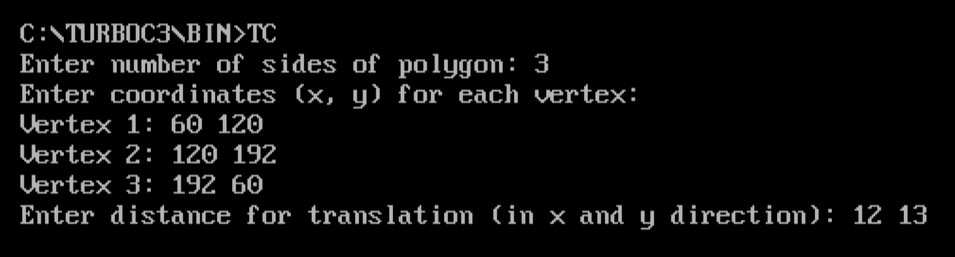 C:\TURBOC3\BIN>TC
Enter number of sides of polygon: 3
Enter coordinates (x, y) for each vertex:
Vertex 1: 60 120
Vertex 2: 120 192
Vertex 3: 192 60
Enter distance for translation (in x and y direction): 12 13